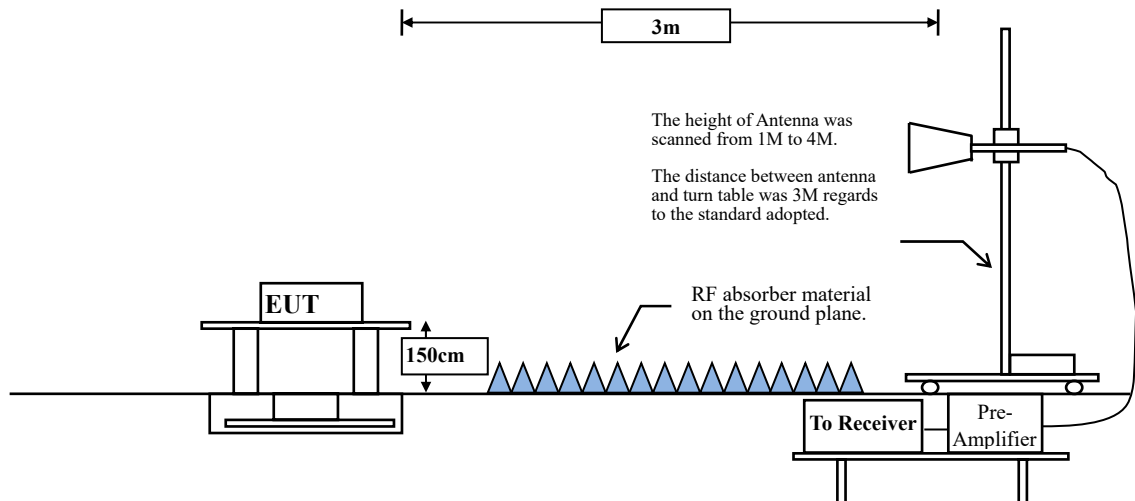 3m
The height of Antenna was
scanned from 1M to 4M.
The distance between antenna
and turn table was 3M regards
to the standard adopted.
EUT
RF absorber material
on the ground plane.
150cm
To Receiver
Pre-
Amplifier